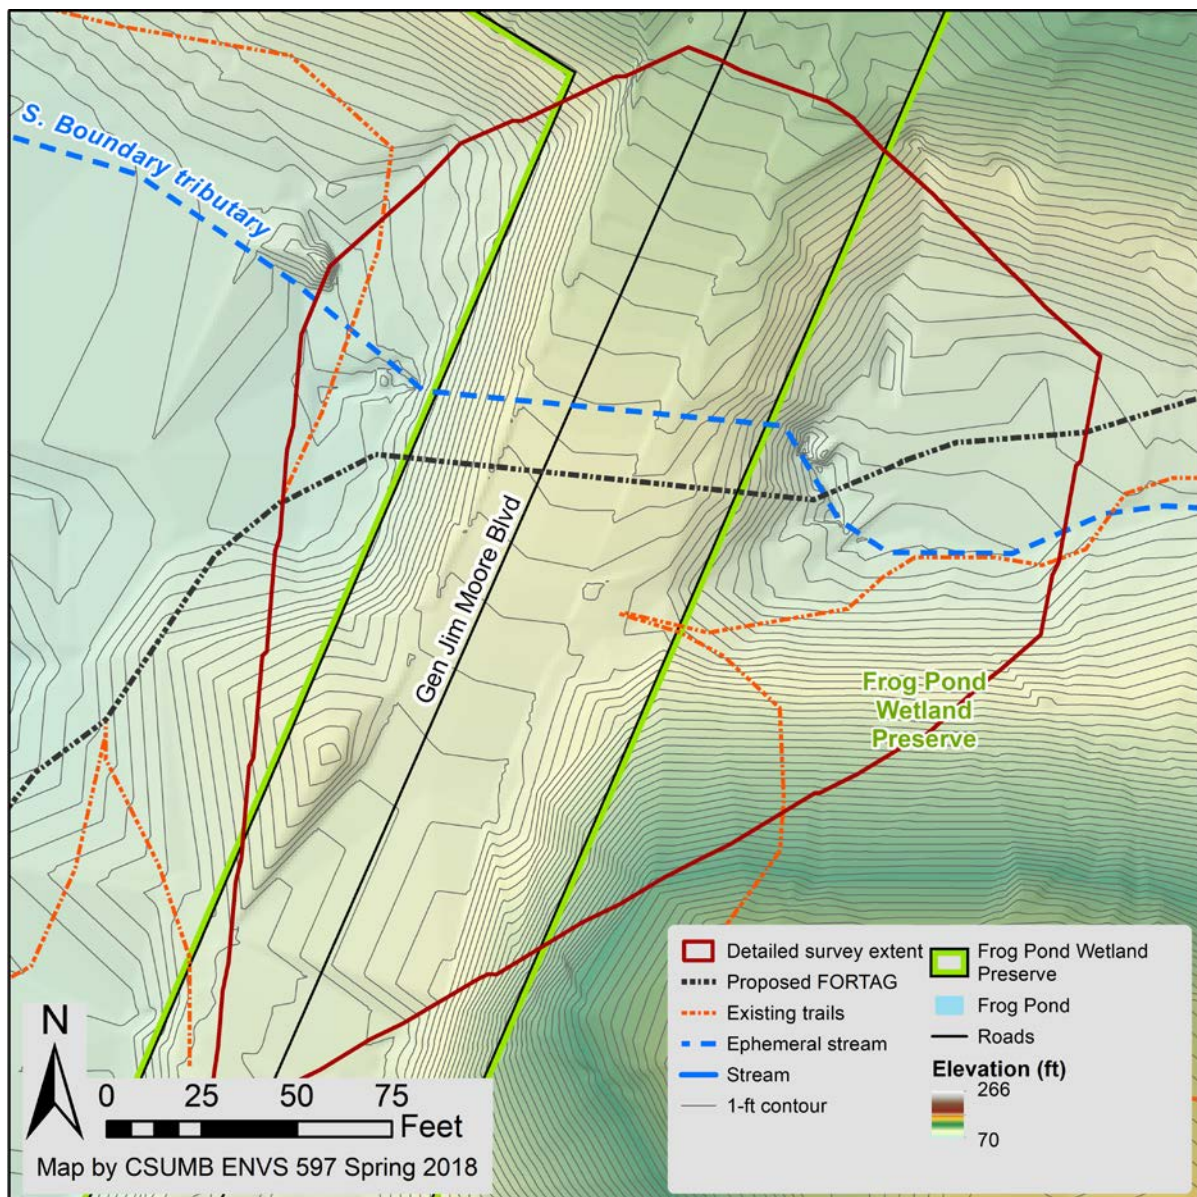 S. Boundary tributary
Gen Jim Moore Blvd
Frog Pond
Wetland
Preserve
Detailed survey extent
Proposed FORTAG
Existing trails
Ephemeral stream
Stream
1-ft contour
Frog Pond Wetland
Preserve
Frog Pond
Roads
Elevation (ft)
266
70
N
0 25 50 75
Feet
Map by CSUMB ENVS 597 Spring 2018